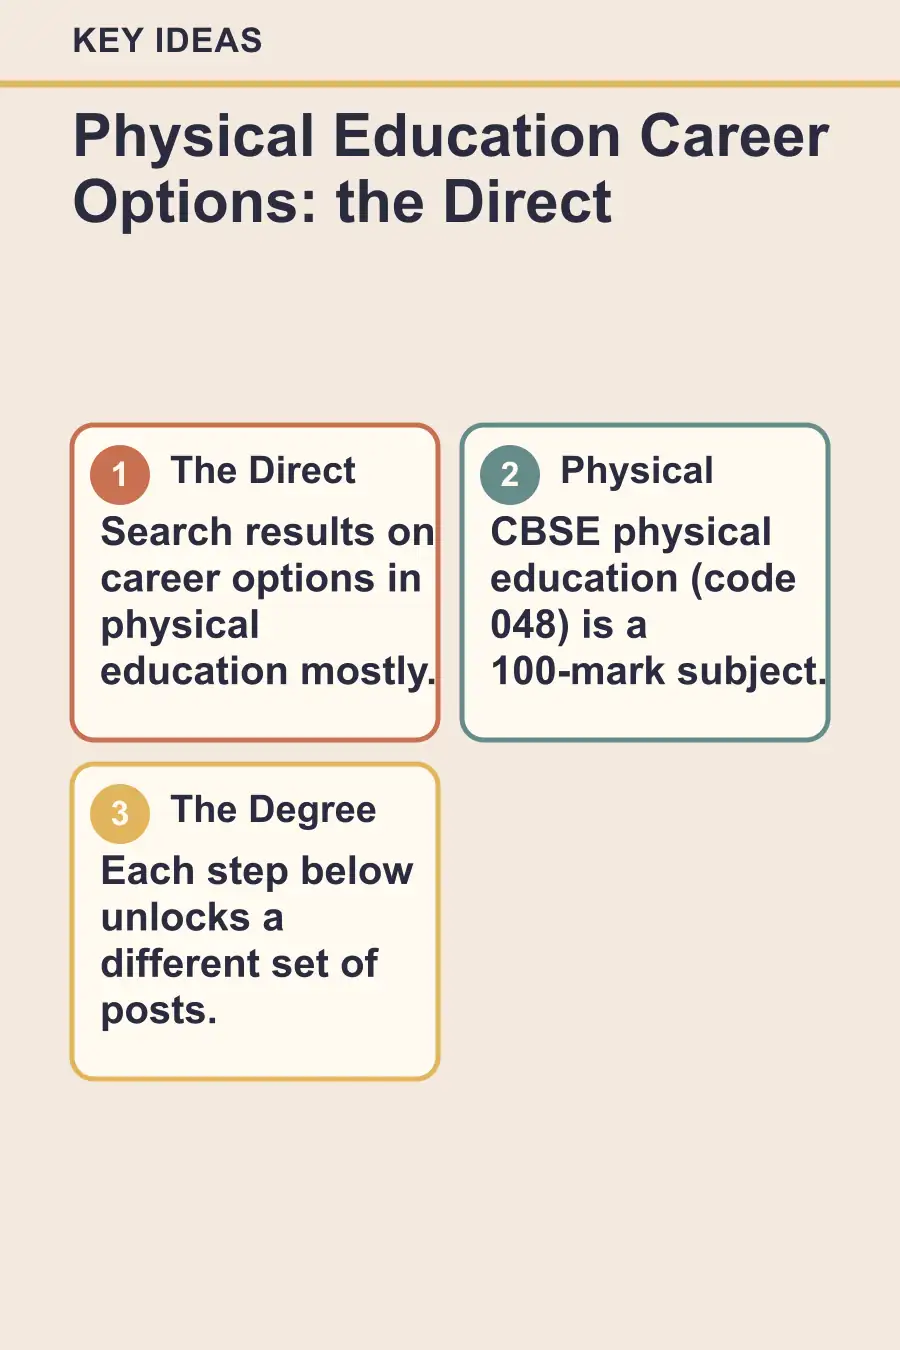 KEY IDEAS
Physical Education Career
Options: the Direct
1 The Direct
Search results on
career options in
physical
education mostly.
2 Physical
CBSE physical
education (code
048) is a
100-mark subject.
3 The Degree
Each step below
unlocks a
different set of
posts.